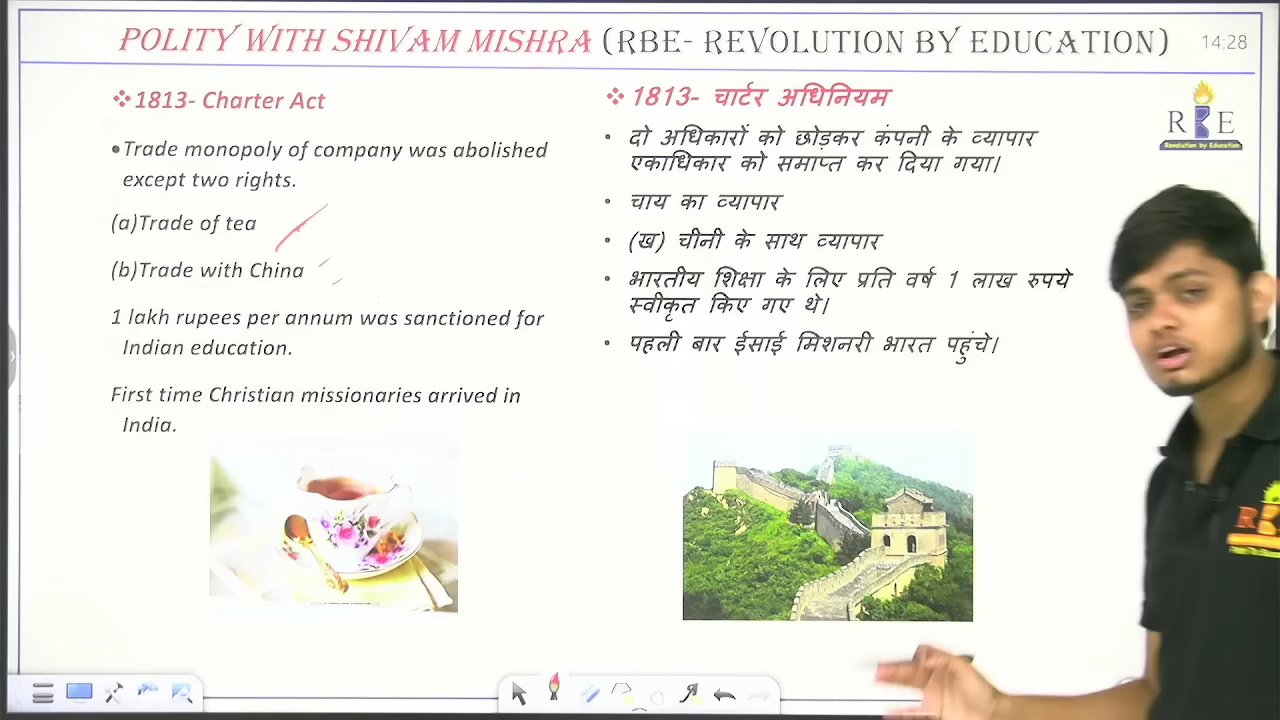 POLITY WITH SHIVAM MISHRA (RBE- REVOLUTION BY EDUCATION)
14:28
❖1813- Charter Act
•Trade monopoly of company was abolished
except two rights.
(a)Trade of tea
(b)Trade with China
1 lakh rupees per annum was sanctioned for
Indian education.
First time Christian missionaries arrived in
India.
❖ 1813- चार्टर अधिनियम
• दो अधिकारों को छोड़कर कंपनी के व्यापार
एकाधिकार को समाप्त कर दिया गया।
• चाय का व्यापार
• (ख) चीनी के साथ व्यापार
• भारतीय शिक्षा के लिए प्रति वर्ष 1 लाख रुपये
स्वीकृत किए गए थे।
• पहली बार ईसाई मिशनरी भारत पहुंचे।
RBE
Revolution by Education